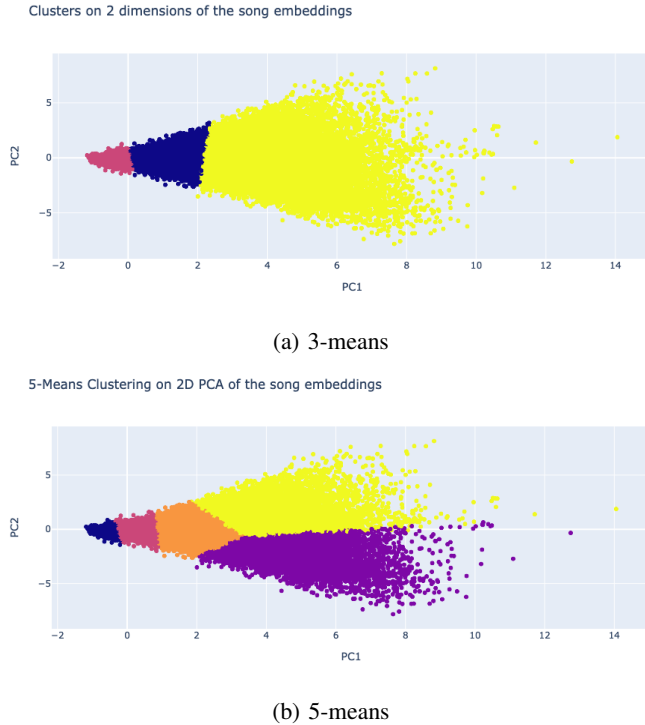 Clusters on 2 dimensions of the song embeddings
5
0
−5
PC2
−2 0 2 4 6 8 10 12 14
PC1
(a) 3-means
5-Means Clustering on 2D PCA of the song embeddings
5
0
−5
PC2
−2 0 2 4 6 8 10 12 14
PC1
(b) 5-means